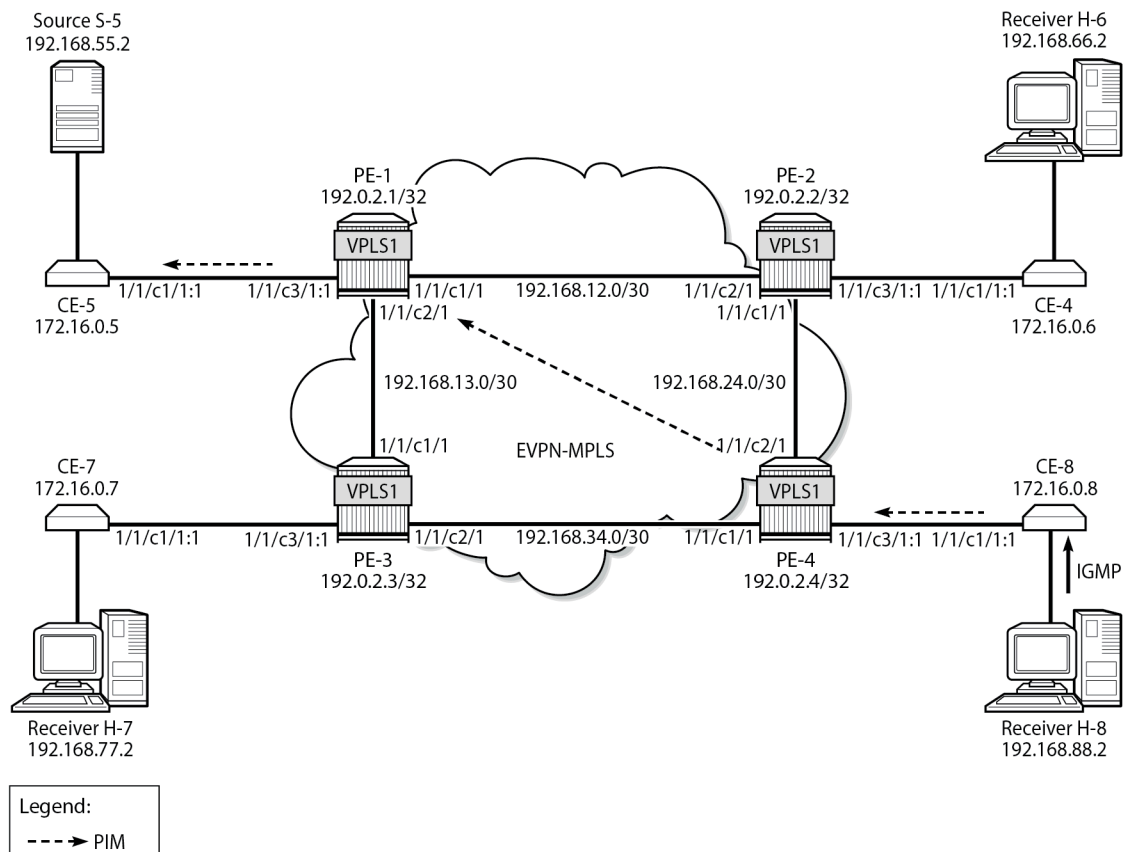 Source S-5
192.168.55.2
Receiver H-6
192.168.66.2
PE-1
192.0.2.1/32
PE-2
192.0.2.2/32
VPLS1
VPLS1
1/1/c1/1:1
1/1/c3/1:1
1/1/c1/1
192.168.12.0/30
1/1/c2/1
1/1/c3/1:1
1/1/c1/1:1
CE-5
172.16.0.5
1/1/c2/1
1/1/c1/1
CE-4
172.16.0.6
192.168.13.0/30
192.168.24.0/30
1/1/c1/1
EVPN-MPLS
1/1/c2/1
CE-7
172.16.0.7
CE-8
172.16.0.8
VPLS1
VPLS1
1/1/c1/1:1
1/1/c3/1:1
1/1/c2/1
192.168.34.0/30
1/1/c1/1
1/1/c3/1:1
1/1/c1/1:1
PE-3
192.0.2.3/32
PE-4
192.0.2.4/32
IGMP
Receiver H-7
192.168.77.2
Receiver H-8
192.168.88.2
Legend:
PIM